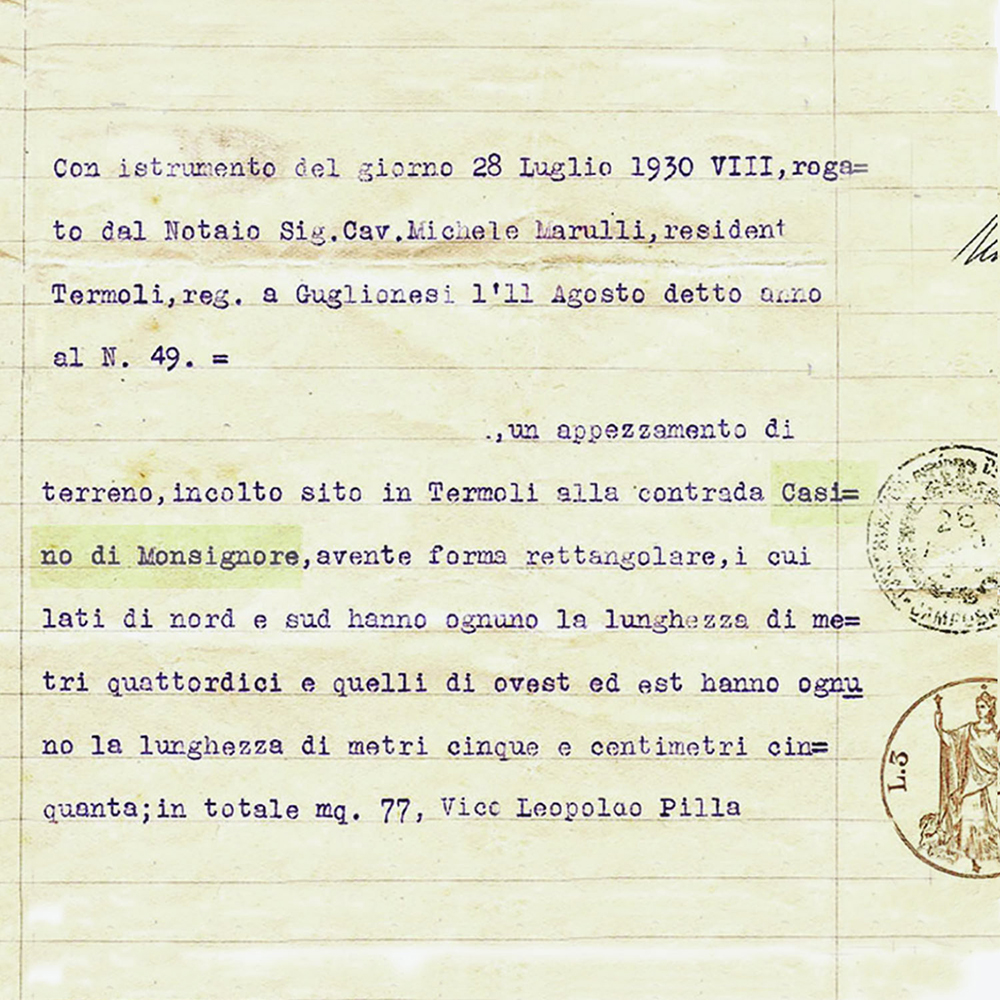 Con istrumento del giorno 28 Luglio 1930 VIII,roga=
to dal Notaio Sig.Cav.Michele Marulli,resident
Termoli,reg. a Guglionesi l'11 Agosto detto anno
al N. 49. =
.,un appezzamento di
terreno,incolto sito in Termoli alla contrada Casi=
no di Monsignore,avente forma rettangolare,i cui
lati di nord e sud hanno ognuno la lunghezza di me=
tri quattordici e quelli di ovest ed est hanno ognu
no la lunghezza di metri cinque e centimetri cin=
quanta;in totale mq. 77, Vico Leopoldo Pilla
26
L.3